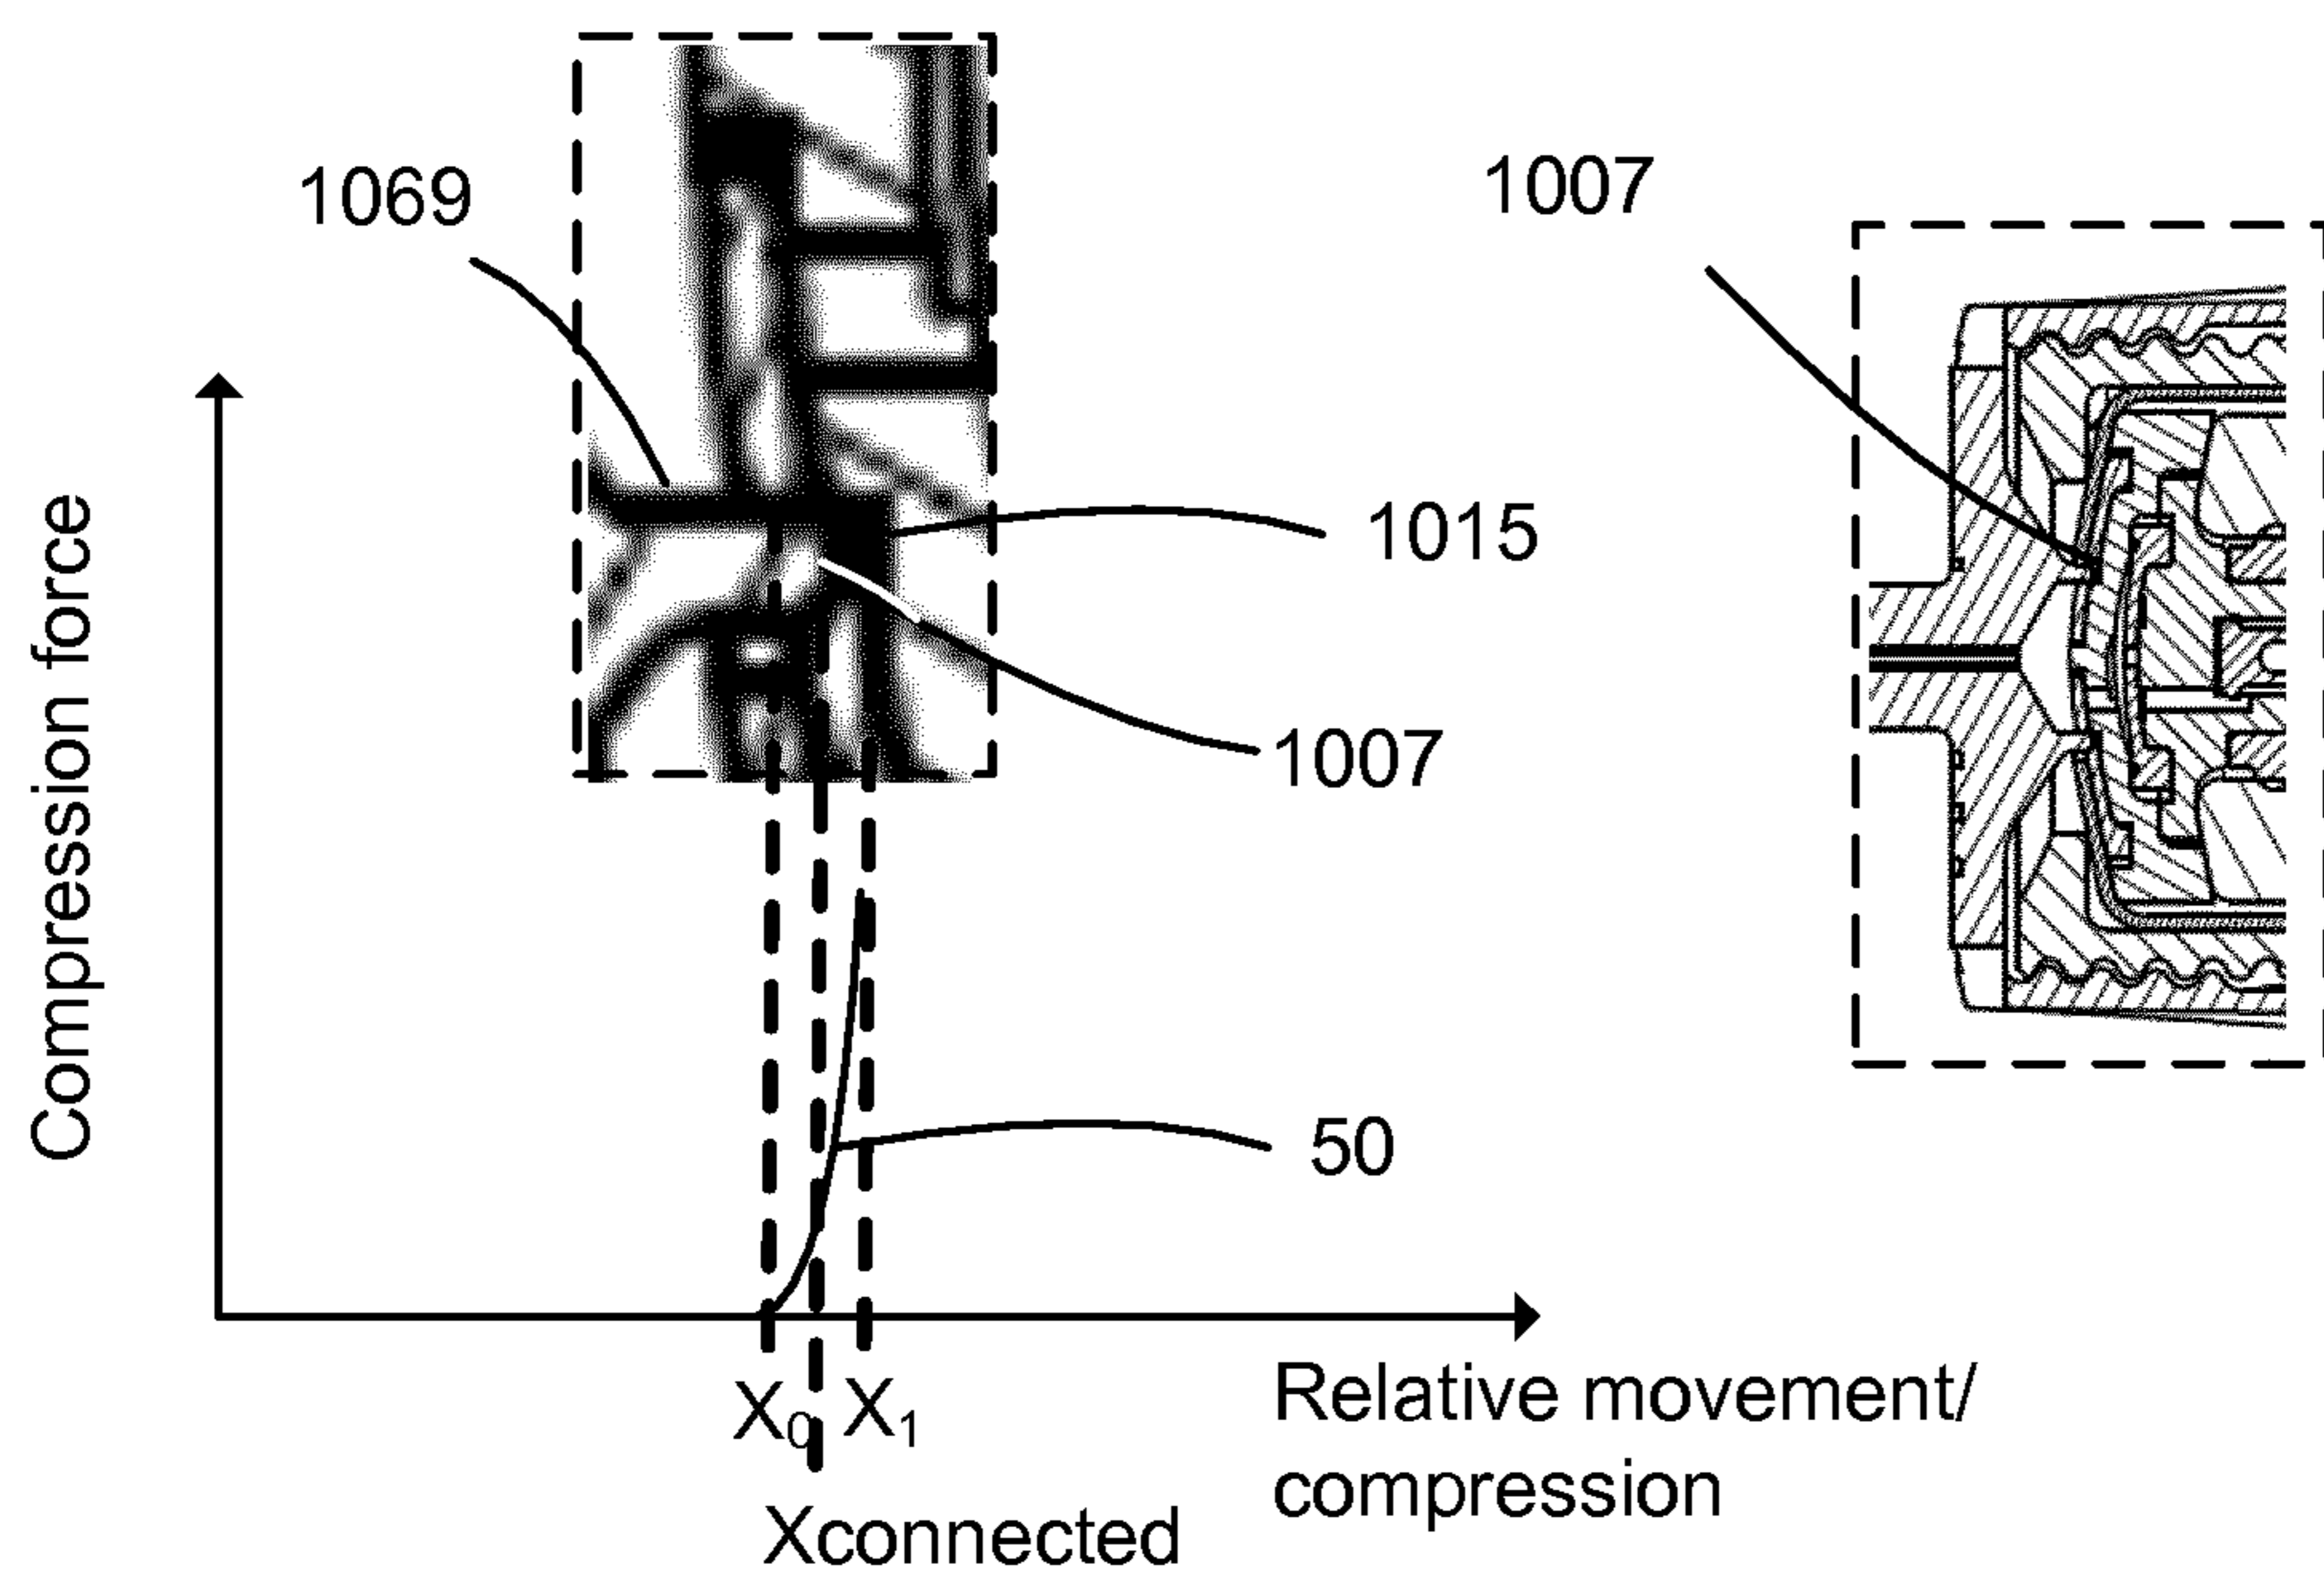 1069
1007
1015
1007
Compression force
50
X0
X1
Relative movement/
compression
Xconnected